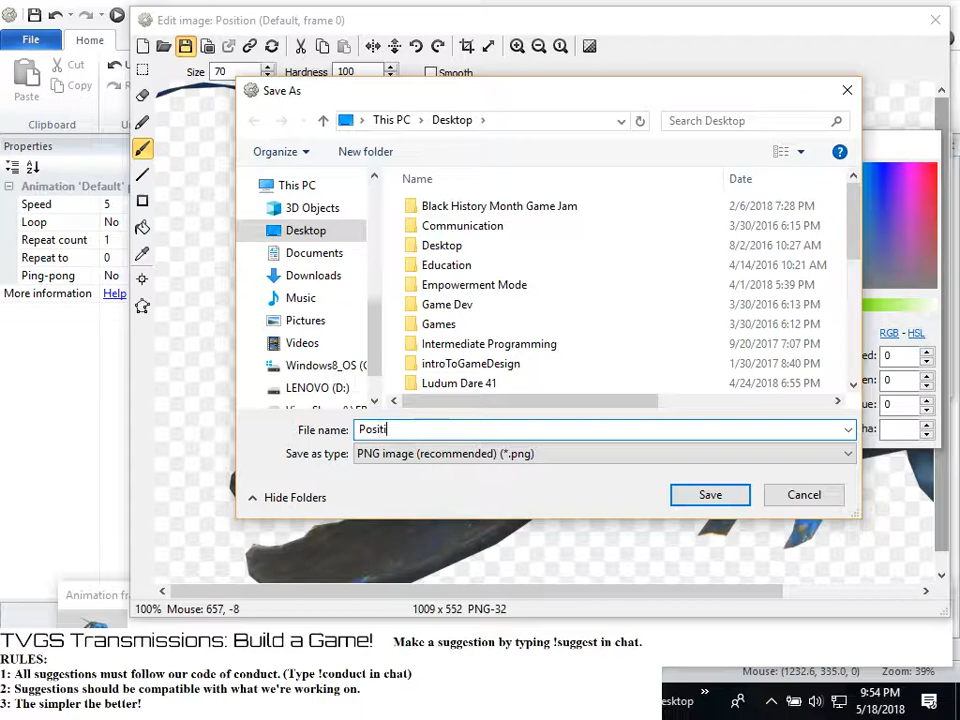 Edit image: Position (Default, frame 0)
File
Home
Cut
Copy
Paste
Clipboard
Size 70 Hardness 100 Smooth
Save As
This PC Desktop
Search Desktop
Organize New folder
Properties
Animation 'Default' p
Speed 5
Loop No
Repeat count 1
Repeat to 0
Ping-pong No
More information Help
This PC
3D Objects
Desktop
Documents
Downloads
Music
Pictures
Videos
Windows8_OS (C
LENOVO (D:)
Name Date
Black History Month Game Jam 2/6/2018 7:28 PM
Communication 3/30/2016 6:15 PM
Desktop 8/2/2016 10:27 AM
Education 4/14/2016 10:21 AM
Empowerment Mode 4/1/2018 5:39 PM
Game Dev 3/30/2016 6:13 PM
Games 3/30/2016 6:12 PM
Intermediate Programming 9/20/2017 7:07 PM
introToGameDesign 1/30/2017 8:40 PM
Ludum Dare 41 4/24/2018 6:55 PM
File name: Positi
Save as type: PNG image (recommended) (*.png)
Hide Folders
Save
Cancel
RGB - HSL
ed: 0
en: 0
ue: 0
ha:
Animation fra
100% Mouse: 657, -8 1009 x 552 PNG-32
TVGS Transmissions: Build a Game! Make a suggestion by typing !suggest in chat.
RULES:
1: All suggestions must follow our code of conduct. (Type !conduct in chat)
2: Suggestions should be compatible with what we're working on.
3: The simpler the better!
Mouse: (1232.6, 335.0, 0) Zoom: 39%
esktop
9:54 PM
5/18/2018